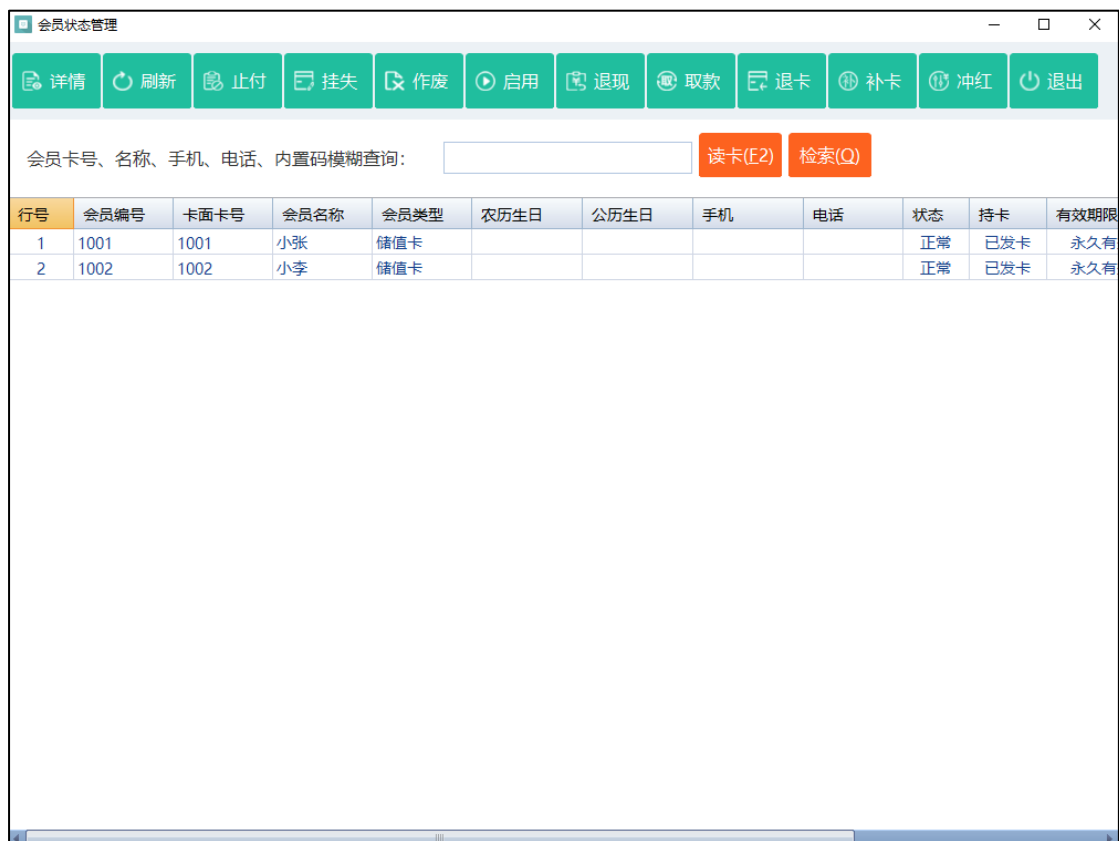 会员状态管理
详情 刷新 止付 挂失 作废 启用 退现 取款 退卡 补卡 冲红 退出
会员卡号、名称、手机、电话、内置码模糊查询： 读卡(F2) 检索(Q)
行号 会员编号 卡面卡号 会员名称 会员类型 农历生日 公历生日 手机 电话 状态 持卡 有效期限
1 1001 1001 小张 储值卡 正常 已发卡 永久有
2 1002 1002 小李 储值卡 正常 已发卡 永久有